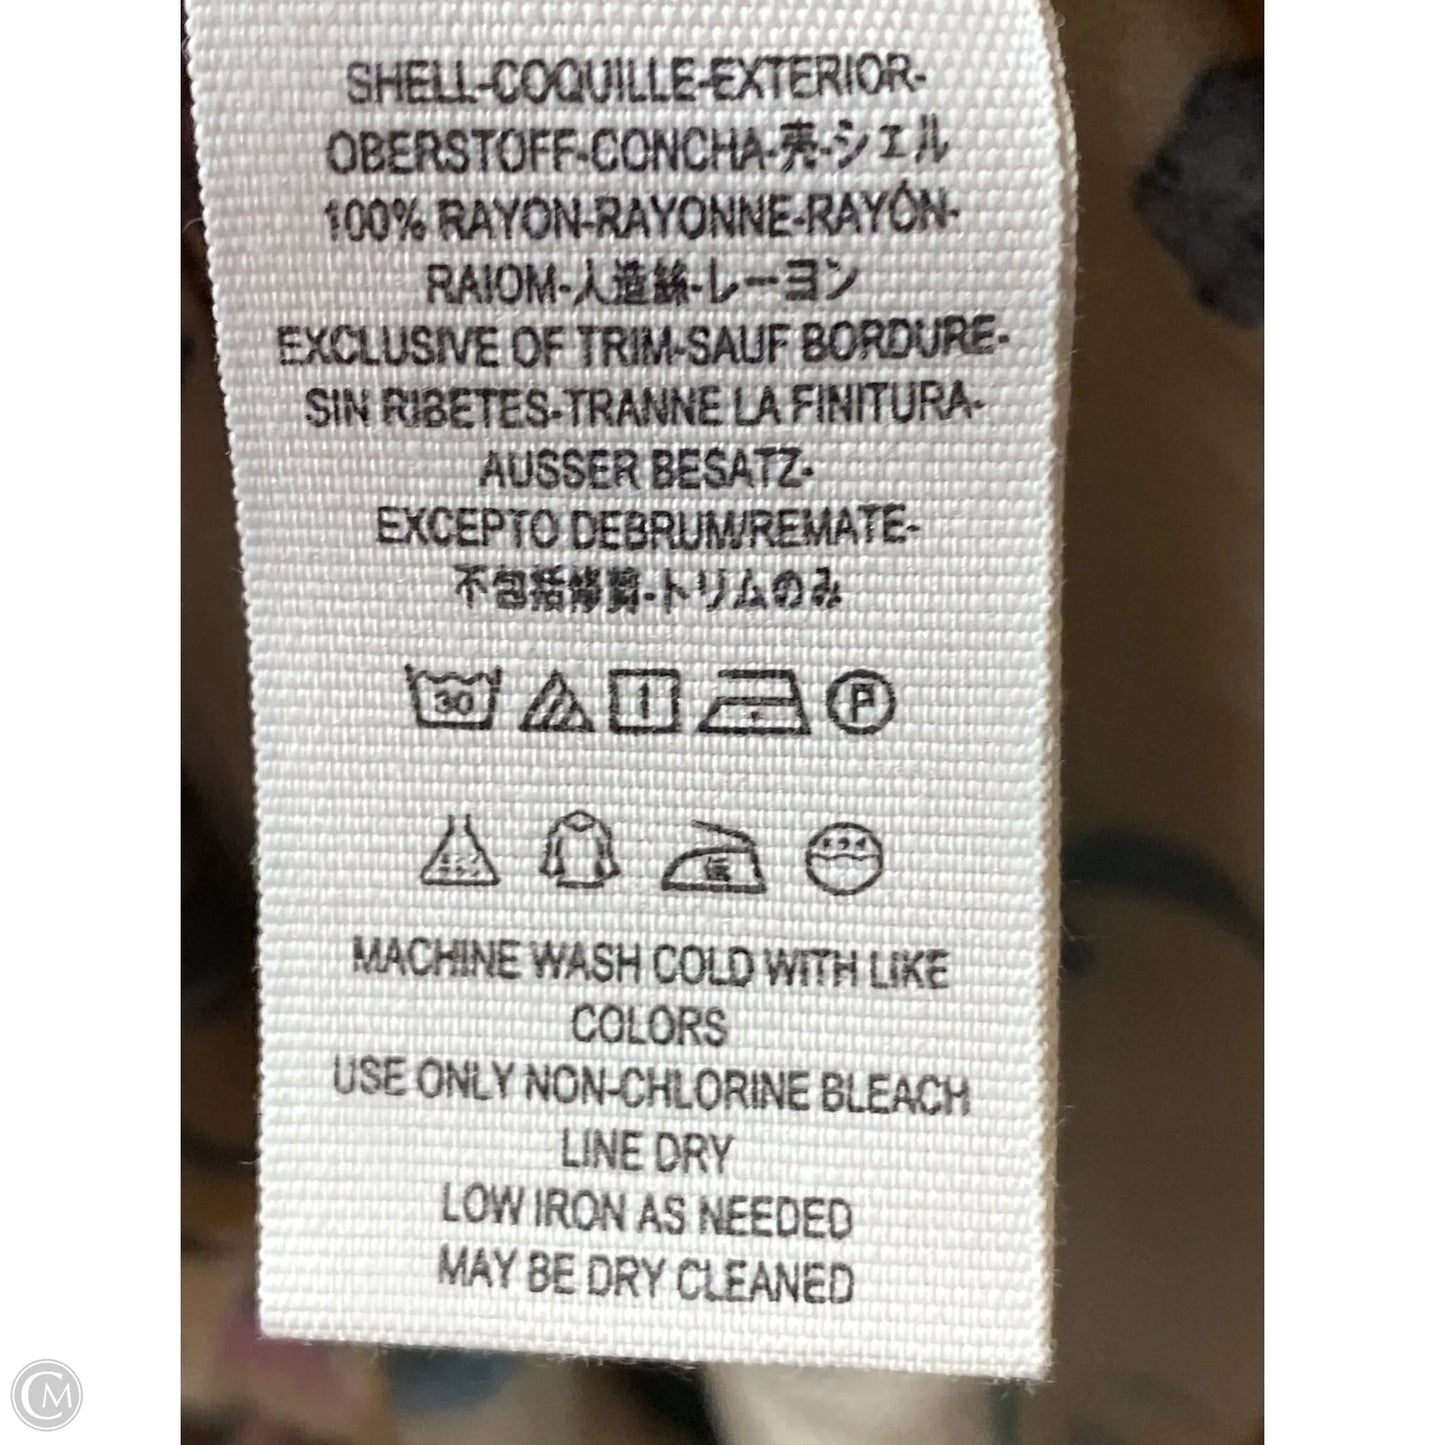 SHELL-COQUILLE-EXTERIOR-
OBERSTOFF-CONCHA-壳-シェル
100% RAYON-RAYONNE-RAYÓN-
RAIOM-人造絲-レーヨン
EXCLUSIVE OF TRIM-SAUF BORDURE-
SIN RIBETES-TRANNE LA FINITURA-
AUSSER BESATZ-
EXCEPTO DEBRUM/REMATE-
不包括-トリムのみ
30 P
MACHINE WASH COLD WITH LIKE
COLORS
USE ONLY NON-CHLORINE BLEACH
LINE DRY
LOW IRON AS NEEDED
MAY BE DRY CLEANED
CM